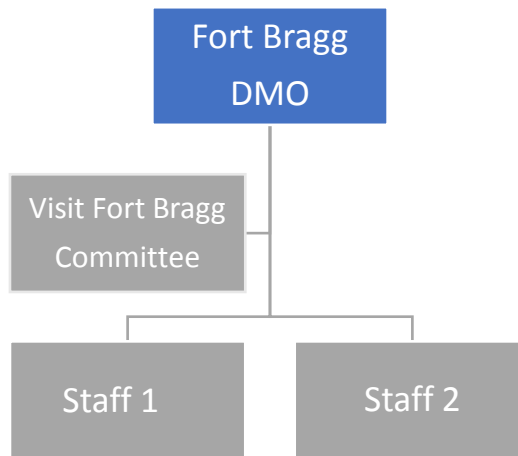 Fort Bragg
DMO
Visit Fort Bragg
Committee
Staff 1
Staff 2